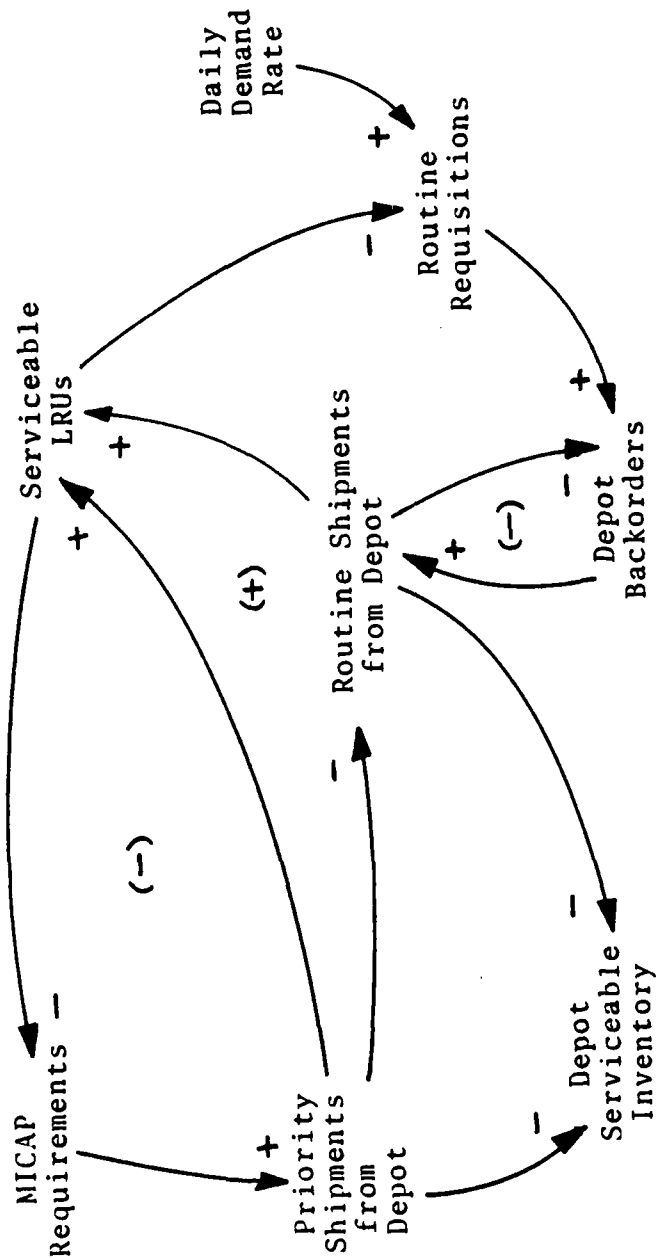 MICAP
Requirements
−
Serviceable
LRUs
+
+
Daily
Demand
Rate
(−)
(+)
+
Priority
Shipments
from
Depot
−
Routine Shipments
from Depot
−
+
Routine
Requisitions
+
−
(−)
+
−
−
Depot
Serviceable
Inventory
Depot
Backorders